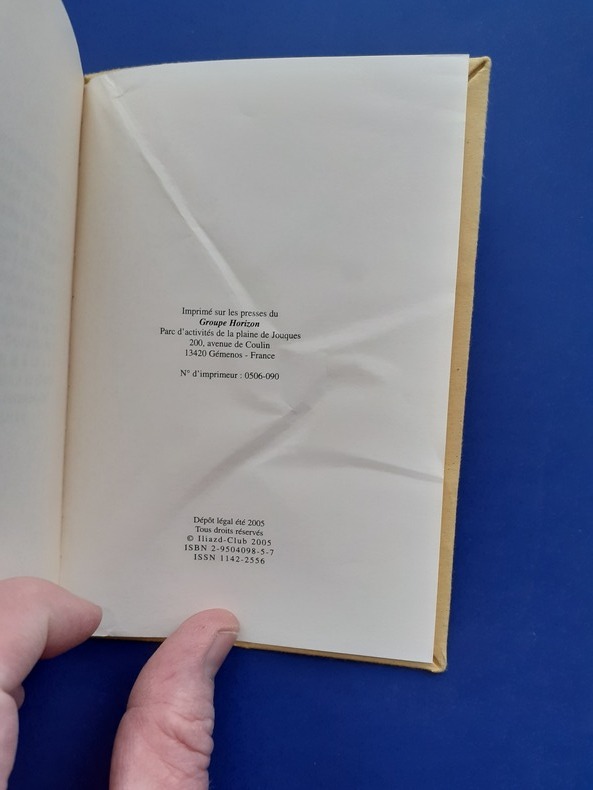 Imprimé sur les presses du
Groupe Horizon
Parc d'activités de la plaine de Jouques
200, avenue de Coulin
13420 Gémenos - France
N° d'imprimeur : 0506-090
Dépôt légal été 2005
Tous droits réservés
© Iliazd-Club 2005
ISBN 2-9504098-5-7
ISSN 1142-2556